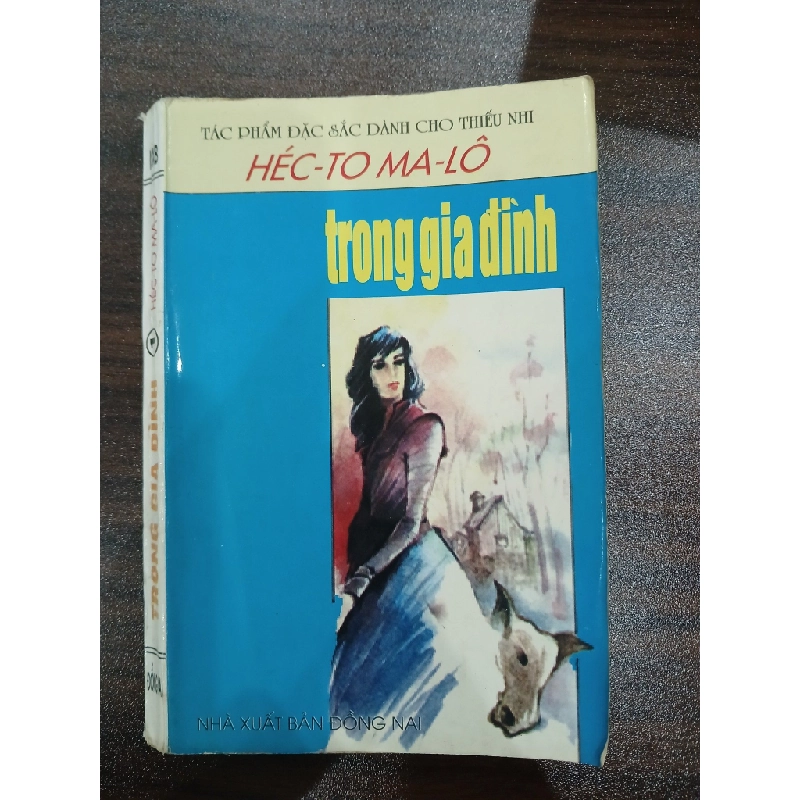 TÁC PHẨM ĐẶC SẮC DÀNH CHO THIẾU NHI
HÉC-TO MA-LÔ
trong gia đình
NHÀ XUẤT BẢN ĐỒNG NAI
HÉC-TO MA-LÔ
TRONG GIA ĐÌNH